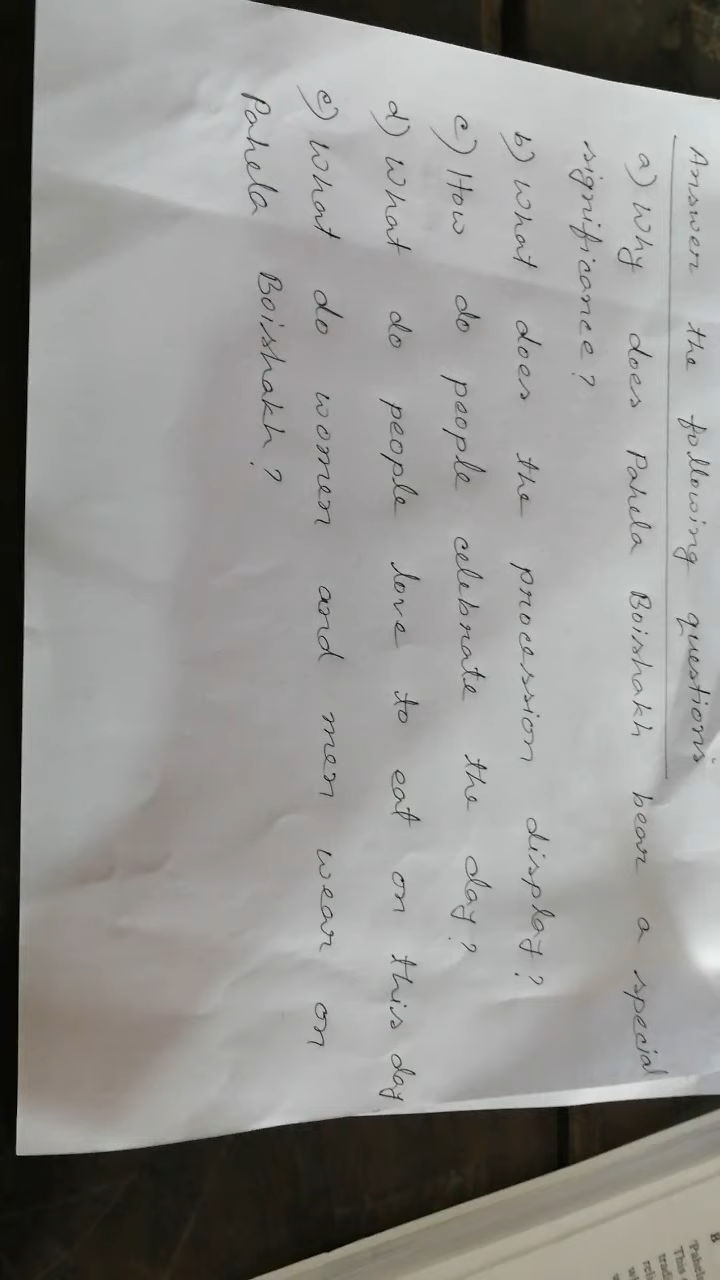 Answer the following questions
a) Why does Pahela Boishakh bear a special
significance?
b) What does the procession display?
c) How do people celebrate the day?
d) What do people love to eat on this day
e) What do women and men wear on
Pahela Boishakh?
B
This